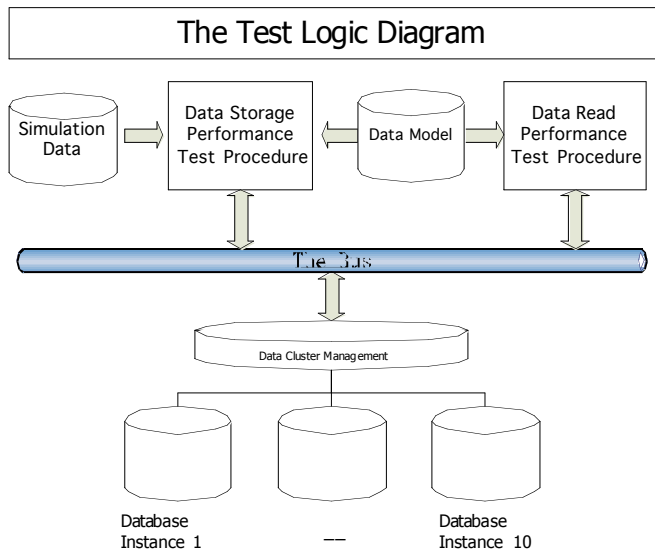 The Test Logic Diagram
Simulation
Data
Data Storage
Performance
Test Procedure
Data Model
Data Read
Performance
Test Procedure
The Bus
Data Cluster Management
Database
Instance 1
—
Database
Instance 10